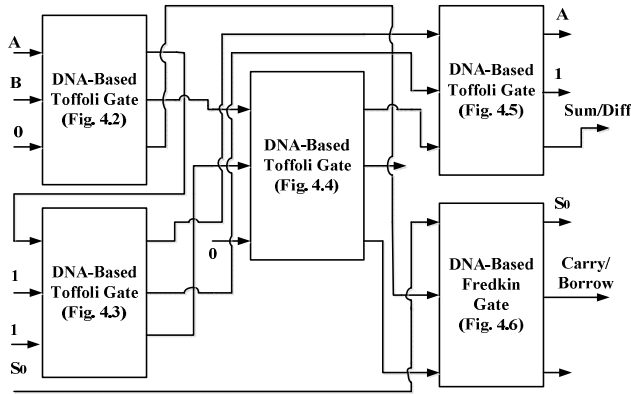 A
B
0
DNA-Based
Toffoli Gate
(Fig. 4.2)
1
1
S0
DNA-Based
Toffoli Gate
(Fig. 4.3)
0
DNA-Based
Toffoli Gate
(Fig. 4.4)
DNA-Based
Toffoli Gate
(Fig. 4.5)
A
1
Sum/Diff
DNA-Based
Fredkin
Gate
(Fig. 4.6)
S0
Carry/
Borrow